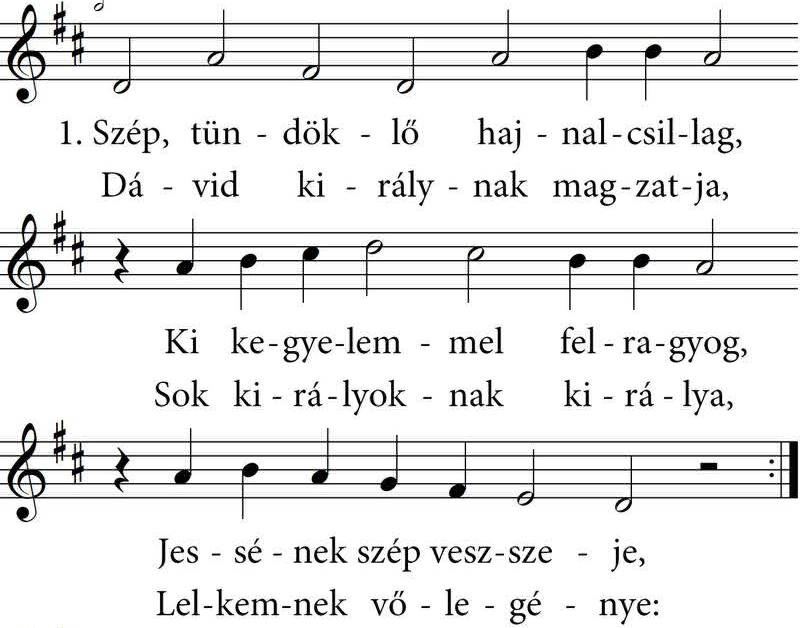 1. Szép, tün - dök - lő haj - nal - csil - lag,
Dá - vid ki - rály - nak mag - zat - ja,
Ki ke - gye - lem - mel fel - ra - gyog,
Sok ki - rá - lyok - nak ki - rá - lya,
Jes - sé - nek szép vesz - sze - je,
Lel - kem - nek vő - le - gé - nye: